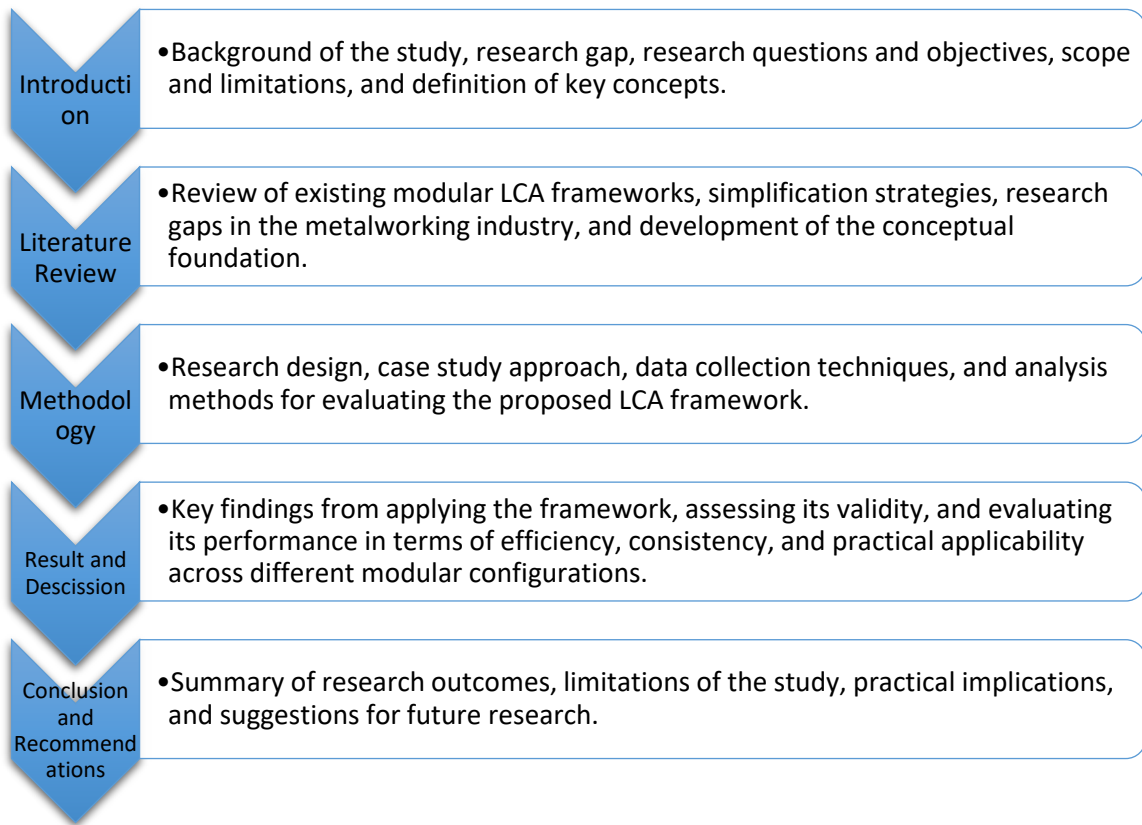 Introducti
on
•Background of the study, research gap, research questions and objectives, scope
and limitations, and definition of key concepts.
Literature
Review
•Review of existing modular LCA frameworks, simplification strategies, research
gaps in the metalworking industry, and development of the conceptual
foundation.
Methodol
ogy
•Research design, case study approach, data collection techniques, and analysis
methods for evaluating the proposed LCA framework.
Result and
Descission
•Key findings from applying the framework, assessing its validity, and evaluating
its performance in terms of efficiency, consistency, and practical applicability
across different modular configurations.
Conclusion
and
Recommend
ations
•Summary of research outcomes, limitations of the study, practical implications,
and suggestions for future research.